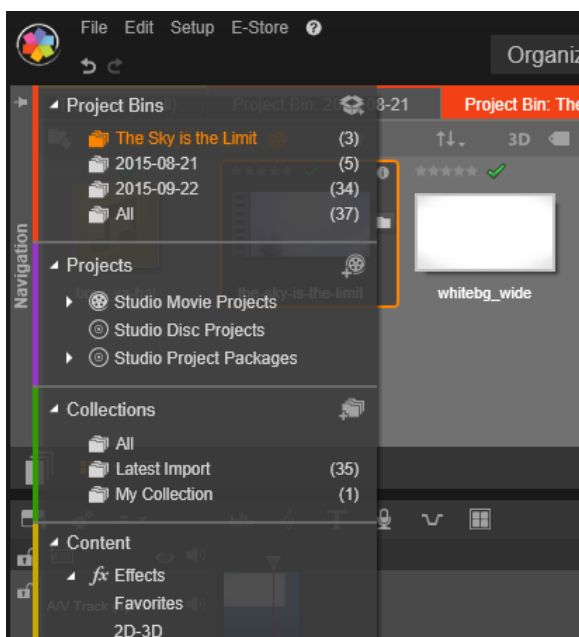 File Edit Setup E-Store ?
Organiz
Project Bins
Project Bin: 20 8-21
Project Bin: The
The Sky is the Limit (3)
3D
2015-08-21 (5)
2015-09-22 (34)
All (37)
Navigation
Projects
Studio Movie Projects
the-sky-is-the-limit
whitebg_wide
Studio Disc Projects
Studio Project Packages
Collections
All
Latest Import (35)
My Collection (1)
Content
fx Effects
A/V Track
Favorites
2D-3D